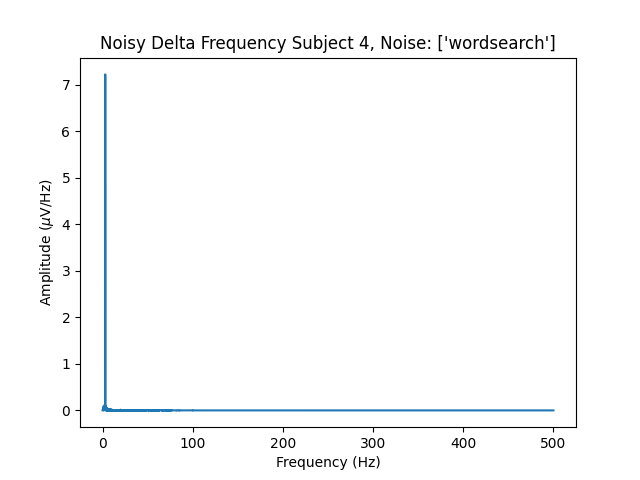 Noisy Delta Frequency Subject 4, Noise: ['wordsearch']
7
6
5
4
3
2
1
0
Amplitude (μV/Hz)
0 100 200 300 400 500
Frequency (Hz)